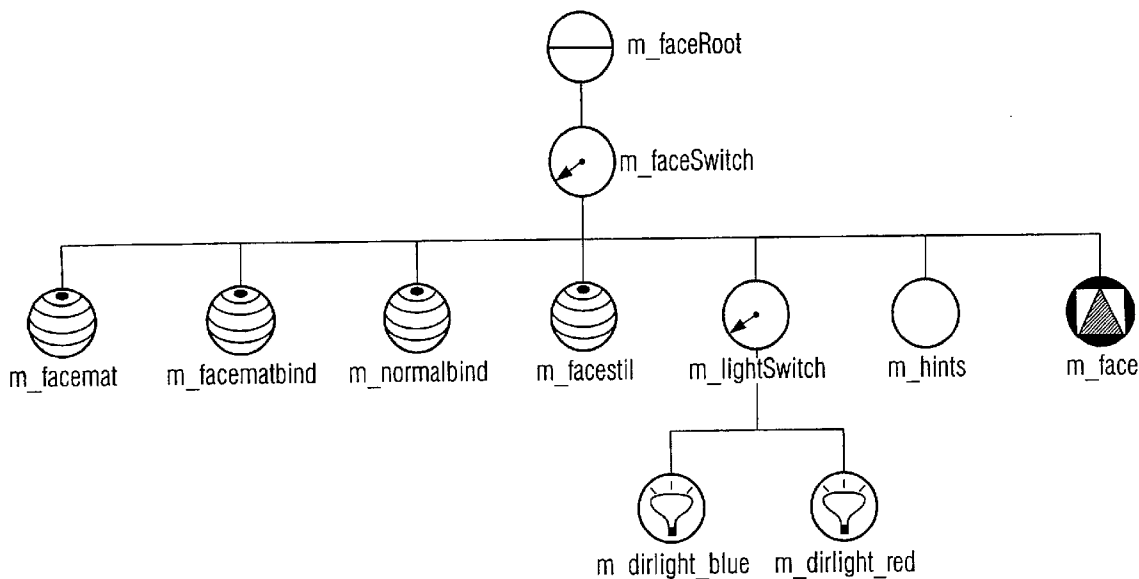 m_faceRoot
m_faceSwitch
m_facemat m_facematbind m_normalbind m_facestil m_lightSwitch m_hints m_face
m_dirlight_blue m_dirlight_red